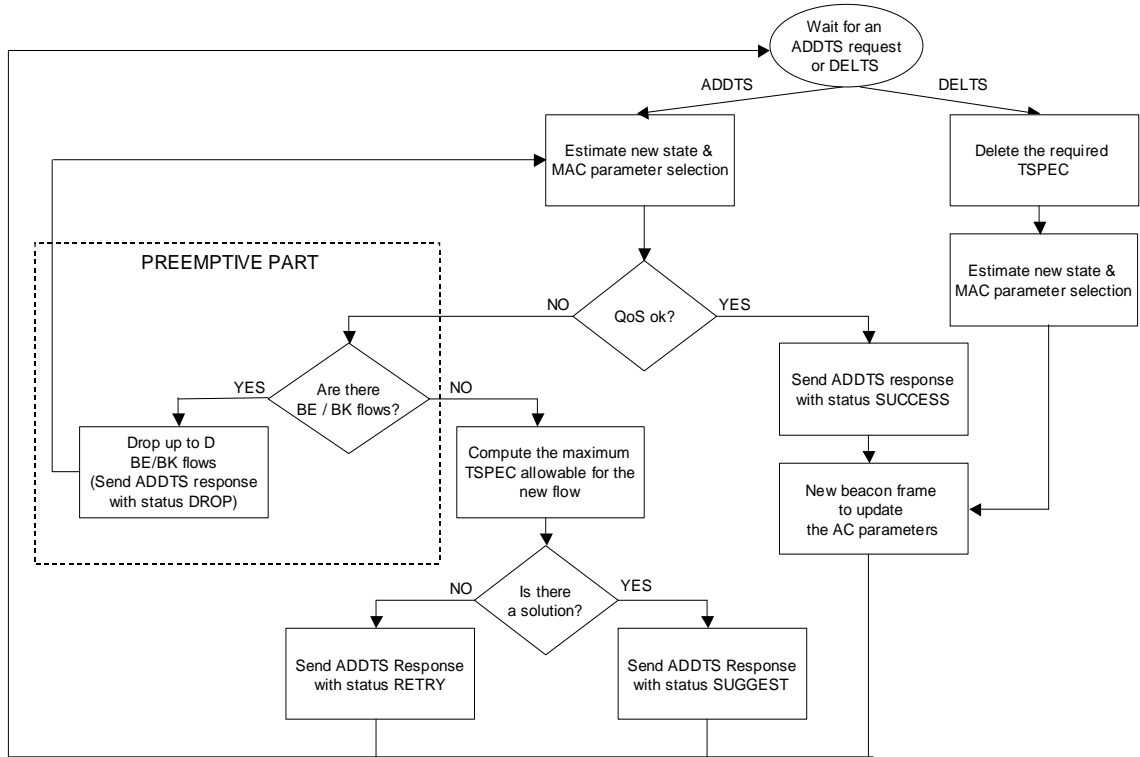 Wait for an
ADDTS request
or DELTS
ADDTS
DELTS
Estimate new state &
MAC parameter selection
Delete the required
TSPEC
PREEMPTIVE PART
Estimate new state &
MAC parameter selection
NO
QoS ok?
YES
YES
Are there
BE / BK flows?
NO
Send ADDTS response
with status SUCCESS
Drop up to D
BE/BK flows
(Send ADDTS response
with status DROP)
Compute the maximum
TSPEC allowable for the
new flow
New beacon frame
to update
the AC parameters
NO
Is there
a solution?
YES
Send ADDTS Response
with status RETRY
Send ADDTS Response
with status SUGGEST